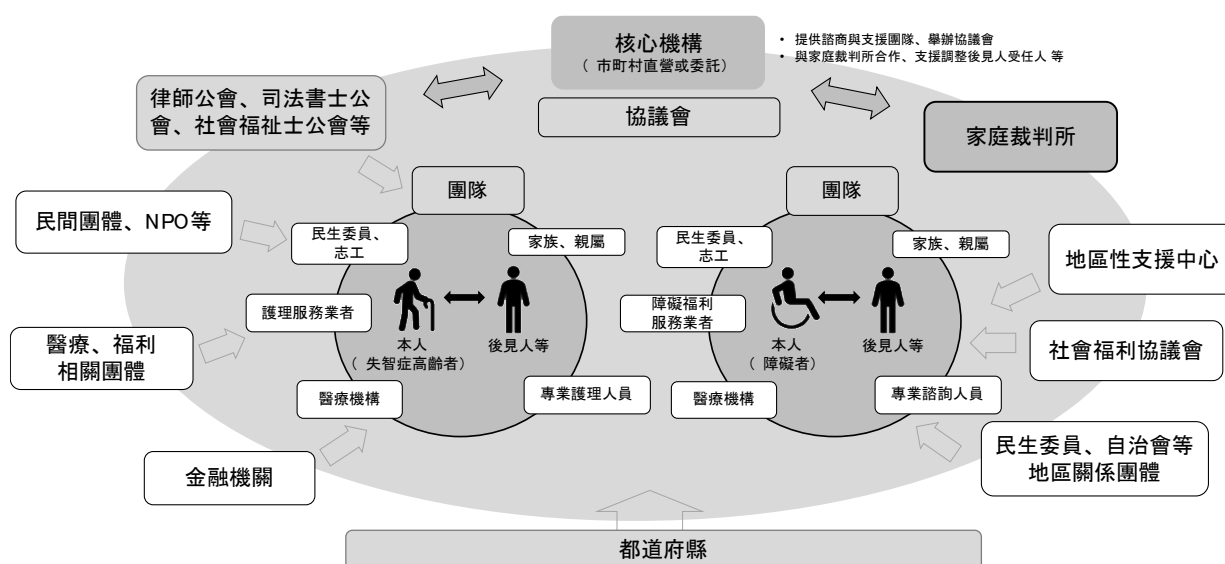 核心機構
（ 市町村直營或委託）
• 提供諮商與支援團隊、舉辦協議會
• 與家庭裁判所合作、支援調整後見人受任人 等
協議會
律師公會、司法書士公
會、社會福祉士公會等
家庭裁判所
團隊
團隊
民間團體、NPO等
民生委員、
志工
家族、親屬
民生委員、
志工
家族、親屬
地區性支援中心
護理服務業者
障礙福利
服務業者
醫療、福利
相關團體
本人
（ 失智症高齡者）
後見人等
本人
（ 障礙者）
後見人等
社會福利協議會
醫療機構
專業護理人員
醫療機構
專業諮詢人員
金融機關
民生委員、自治會等
地區關係團體
都道府縣